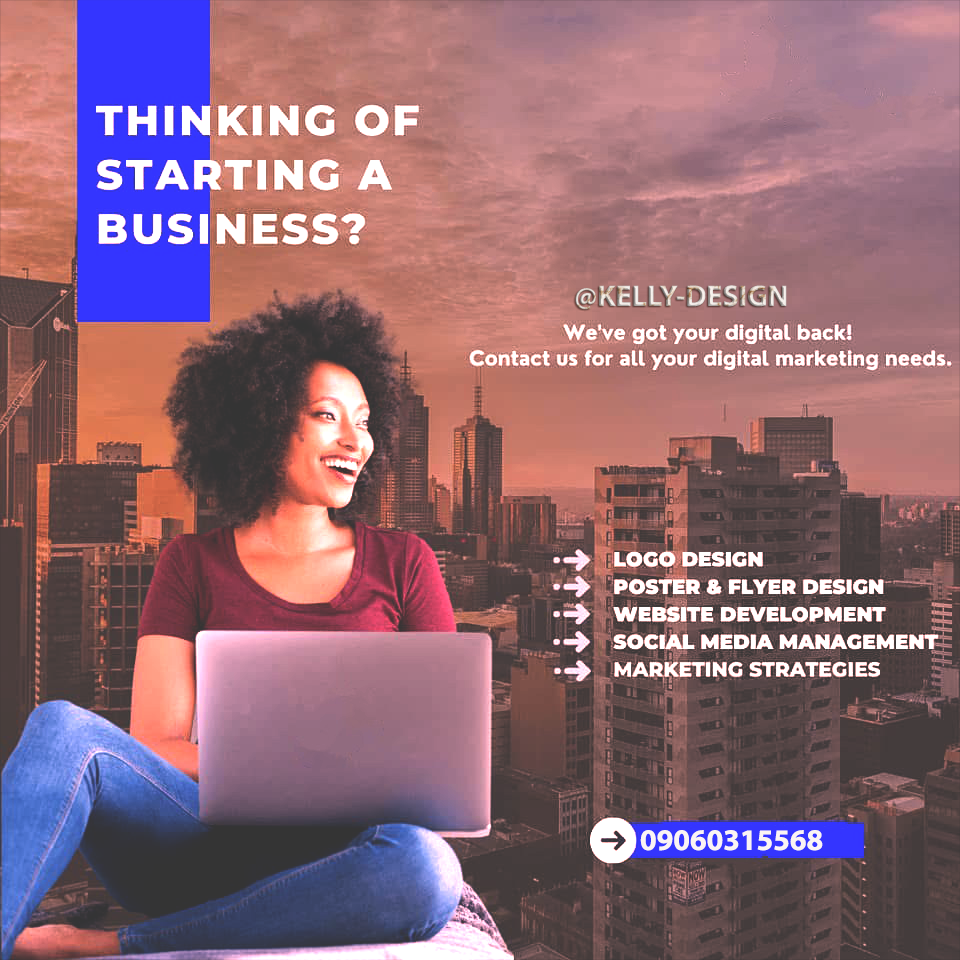 THINKING OF
STARTING A
BUSINESS?
@KELLY-DESIGN
We've got your digital back!
Contact us for all your digital marketing needs.
LOGO DESIGN
POSTER & FLYER DESIGN
WEBSITE DEVELOPMENT
SOCIAL MEDIA MANAGEMENT
MARKETING STRATEGIES
09060315568